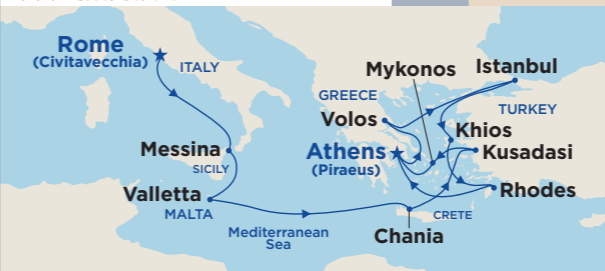 Rome
(Civitavecchia)
ITALY
Mykonos
Istanbul
GREECE
Volos
TURKEY
Khios
Messina
Athens
(Piraeus)
Kusadasi
SICILY
Valletta
MALTA
Rhodes
Mediterranean
Sea
CRETE
Chania